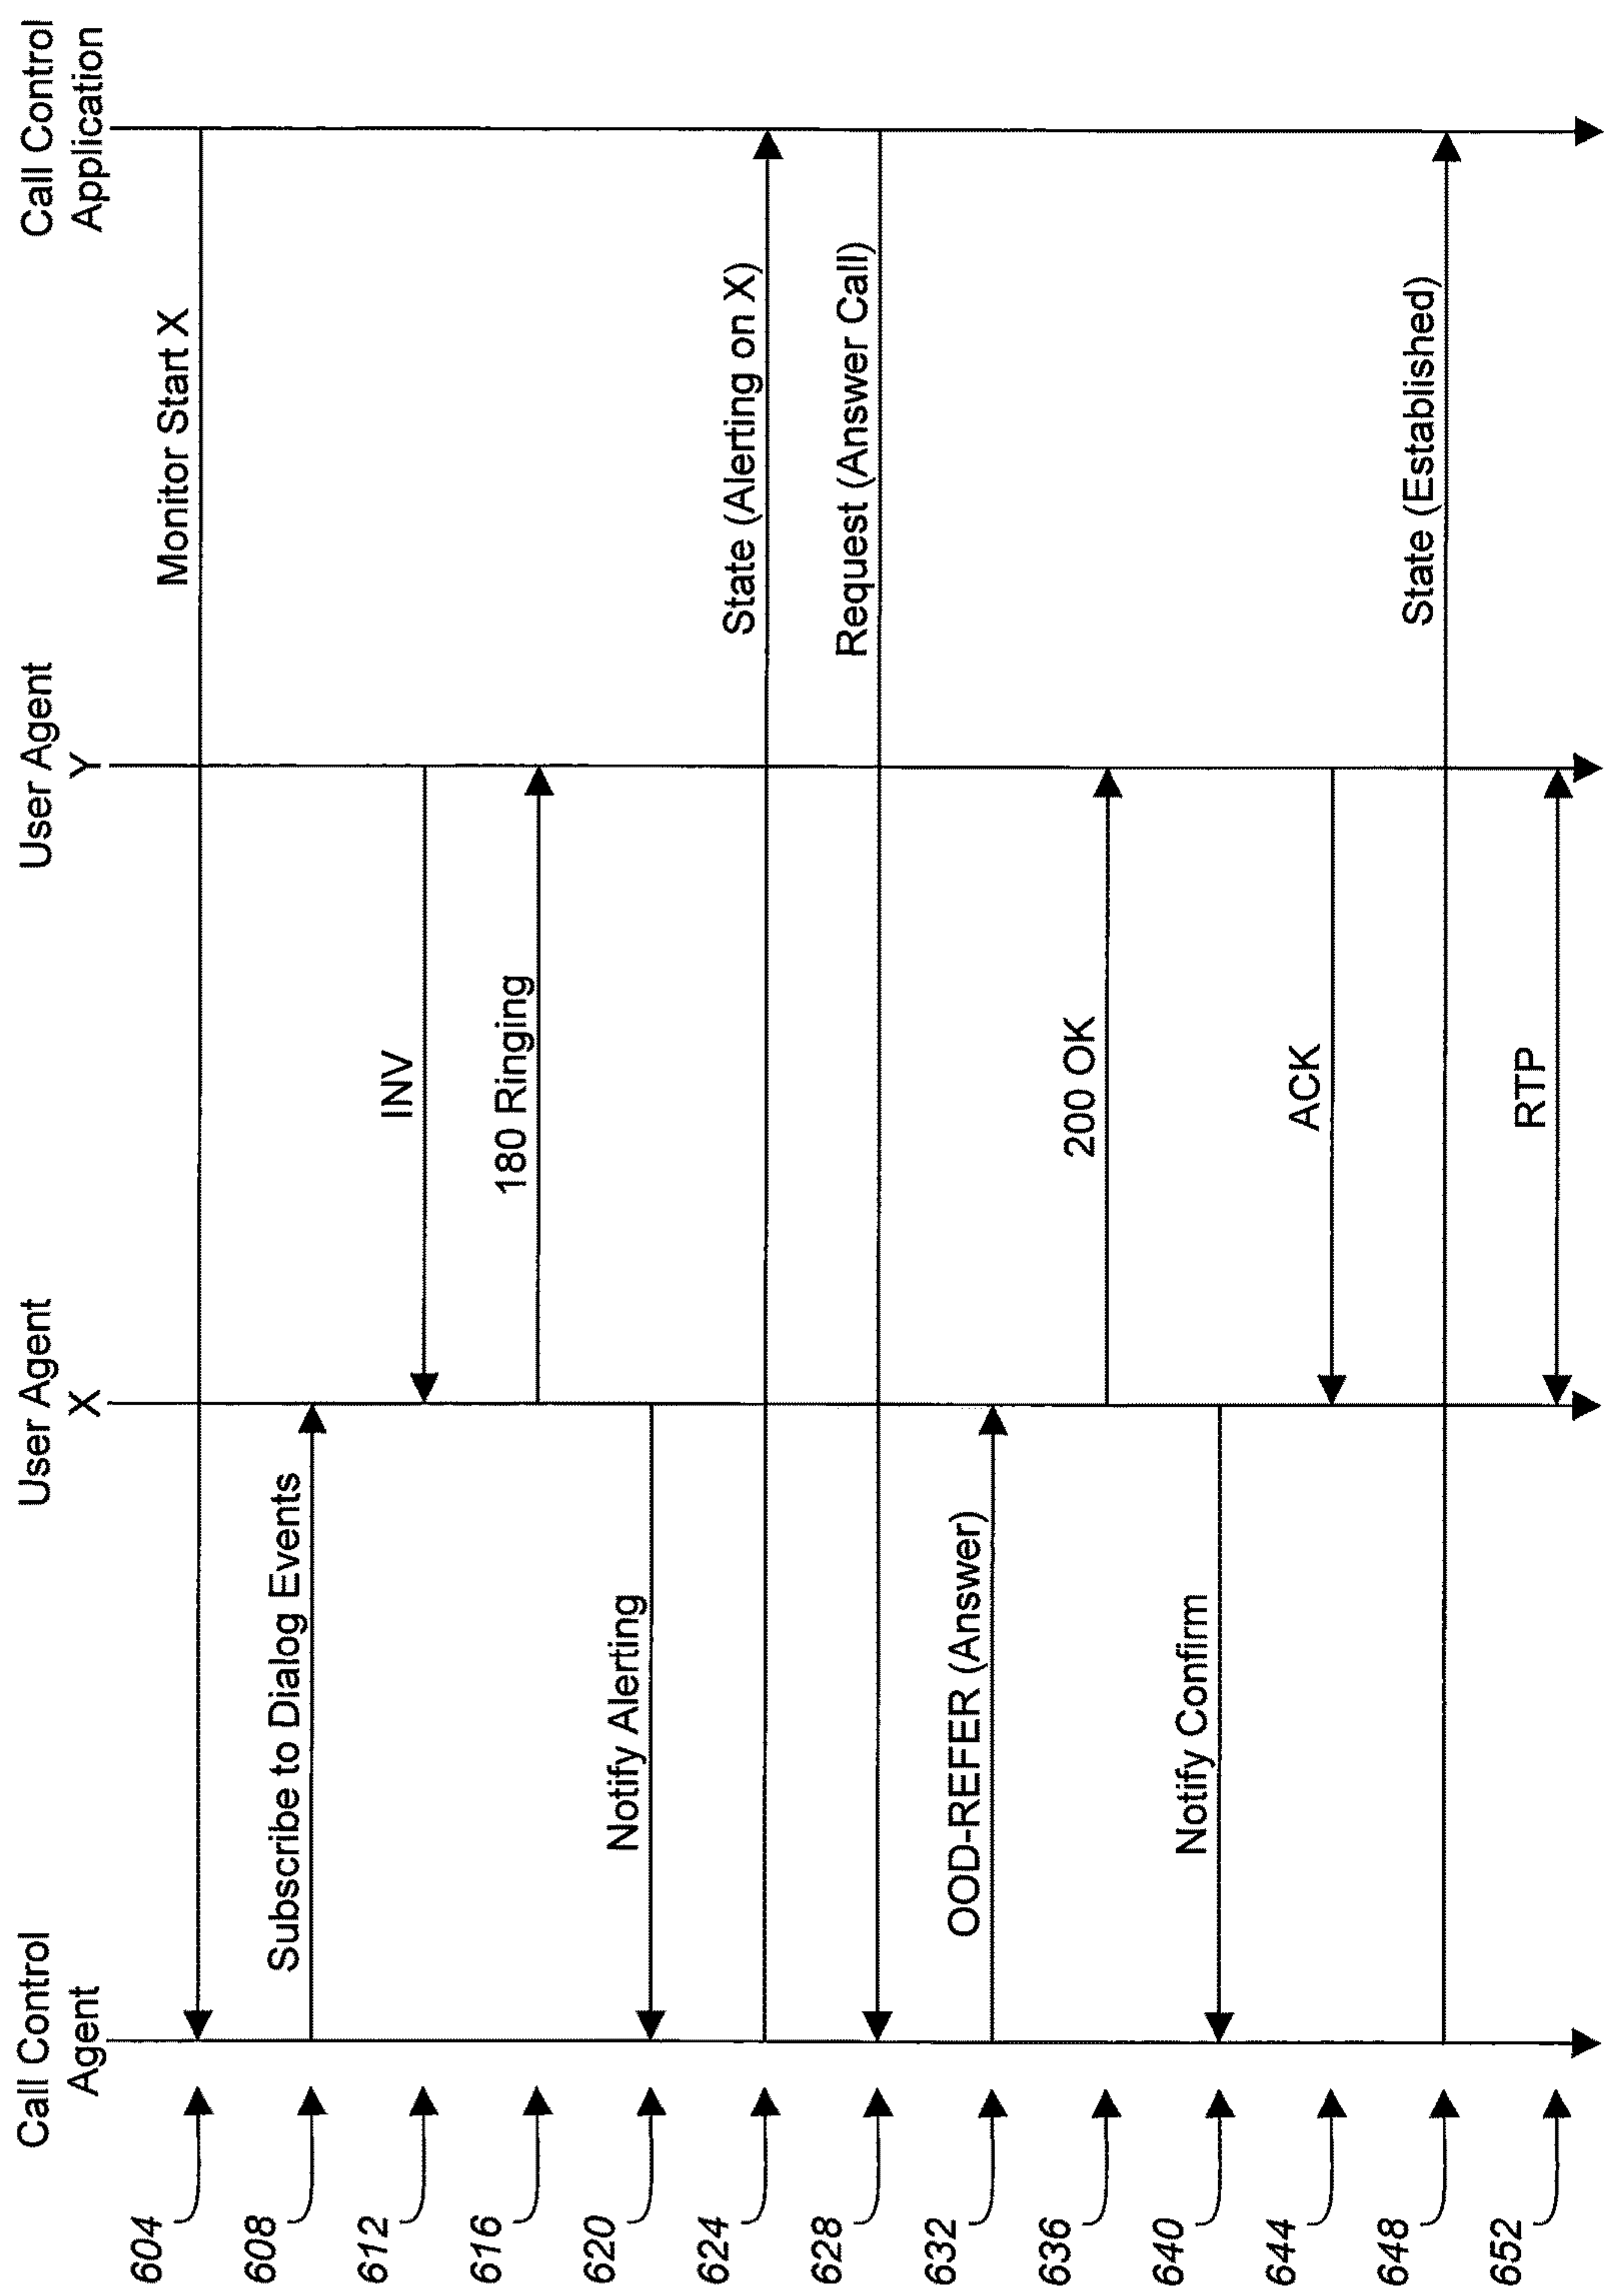 Call Control
Agent
User Agent
X
User Agent
Y
Call Control
Application
604
Monitor Start X
608
Subscribe to Dialog Events
612
INV
616
180 Ringing
620
Notify Alerting
624
State (Alerting on X)
628
Request (Answer Call)
632
OOD-REFER (Answer)
636
200 OK
640
Notify Confirm
644
ACK
648
State (Established)
652
RTP